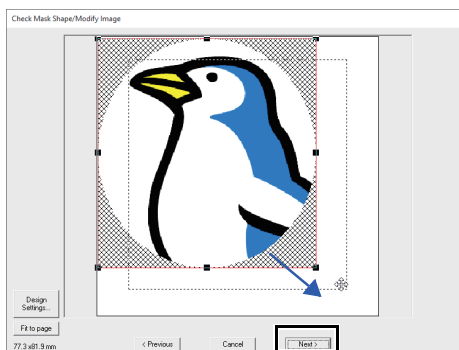 Check Mask Shape/Modify Image
Design
Settings...
Fit to page
77.3 x81.9 mm
< Previous
Cancel
Next >